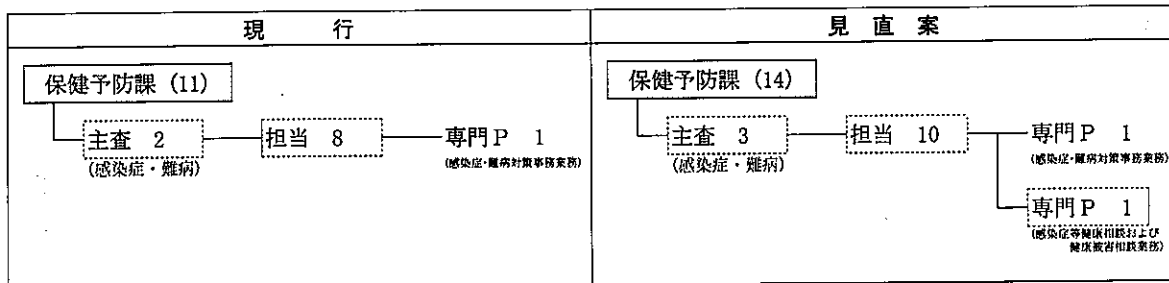 現 行
保健予防課 (11)
主査 2
(感染症・難病)
担当 8
専門P 1
(感染症・難病対策事務業務)
見 直 案
保健予防課 (14)
主査 3
(感染症・難病)
担当 10
専門P 1
(感染症・難病対策事務業務)
専門P 1
(感染症等健康相談および
健康被害相談業務)